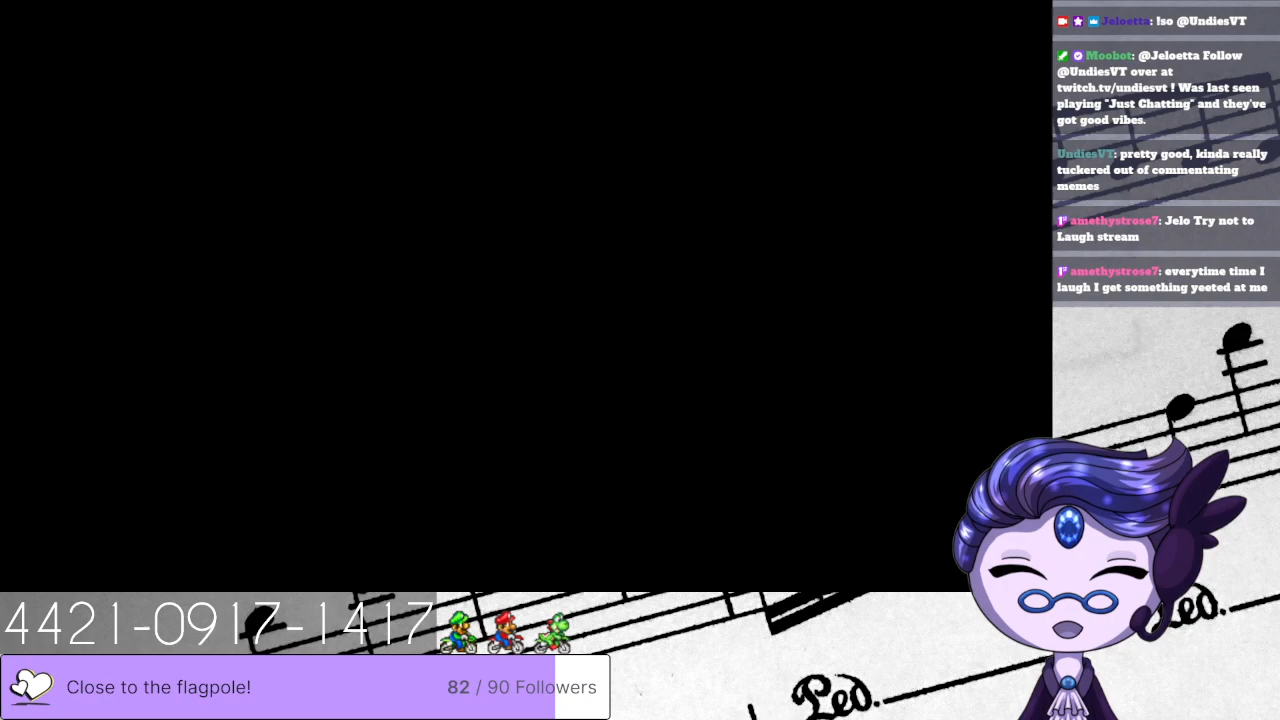 Jeloetta: !so @UndiesVT
Moobot: @Jeloetta Follow
@UndiesVT over at
twitch.tv/undiesvt ! Was last seen
playing "Just Chatting" and they've
got good vibes.
UndiesVT: pretty good, kinda really
tuckered out of commentating
memes
amethystrose7: Jelo Try not to
Laugh stream
amethystrose7: everytime time I
laugh I get something yeeted at me
4421-0917-1417
Close to the flagpole!
82 / 90 Followers
Ped.
Ped.